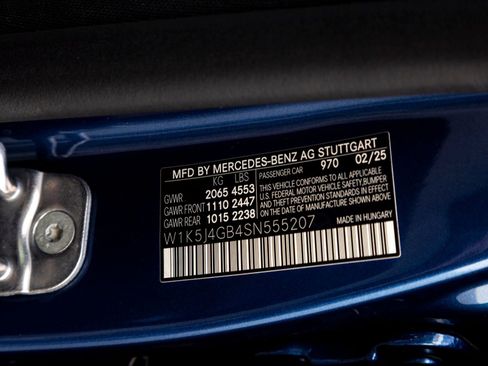 MFD BY MERCEDES-BENZ AG STUTTGART
KG LBS PASSENGER CAR 970 02/25
GVWR 2065 4553
GAWR FRONT 1110 2447
GAWR REAR 1015 2238
THIS VEHICLE CONFORMS TO ALL APPLICABLE
U.S. FEDERAL MOTOR VEHICLE SAFETY, BUMPER
AND THEFT PREVENTION STANDARDS IN EFFECT
ON THE DATE OF MANUFACTURE SHOWN ABOVE.
W1K5J4GB4SN555207
MADE IN HUNGARY